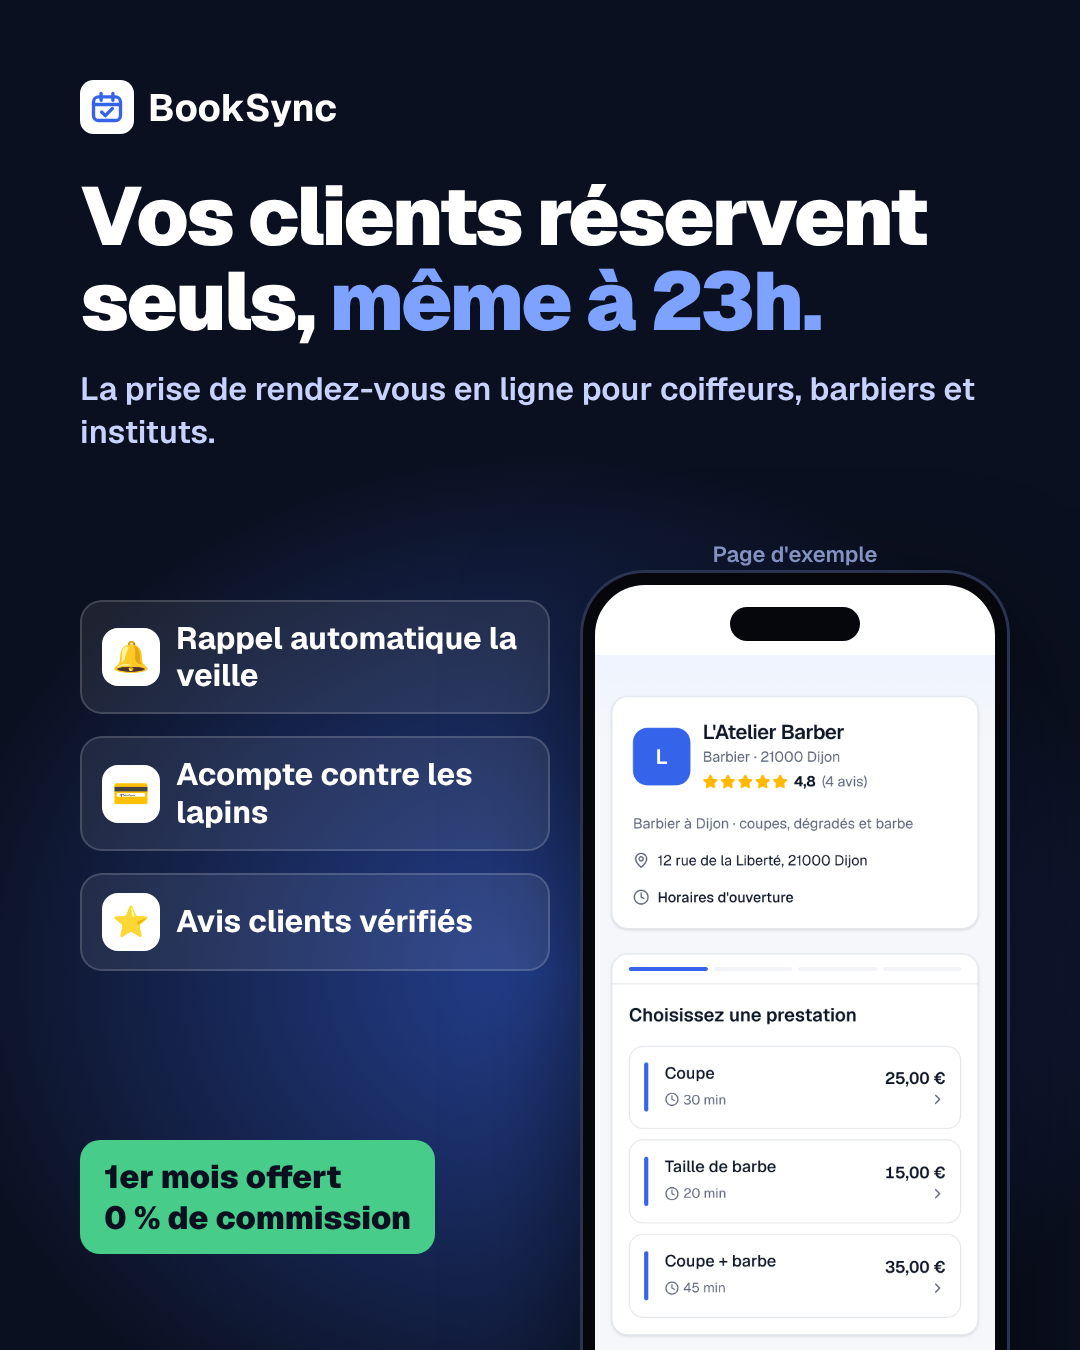 BookSync
Vos clients réservent
seuls, même à 23h.
La prise de rendez-vous en ligne pour coiffeurs, barbiers et
instituts.
Rappel automatique la
veille
Acompte contre les
lapins
Avis clients vérifiés
1er mois offert
0 % de commission
Page d'exemple
L
L'Atelier Barber
Barbier · 21000 Dijon
4,8 (4 avis)
Barbier à Dijon · coupes, dégradés et barbe
12 rue de la Liberté, 21000 Dijon
Horaires d'ouverture
Choisissez une prestation
Coupe
25,00 €
30 min
Taille de barbe
15,00 €
20 min
Coupe + barbe
35,00 €
45 min